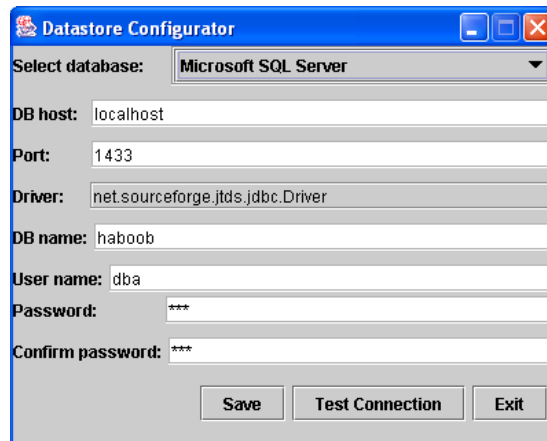 Datastore Configurator
Select database: Microsoft SQL Server
DB host: localhost
Port: 1433
Driver: net.sourceforge.jtds.jdbc.Driver
DB name: haboob
User name: dba
Password: ***
Confirm password: ***
Save Test Connection Exit